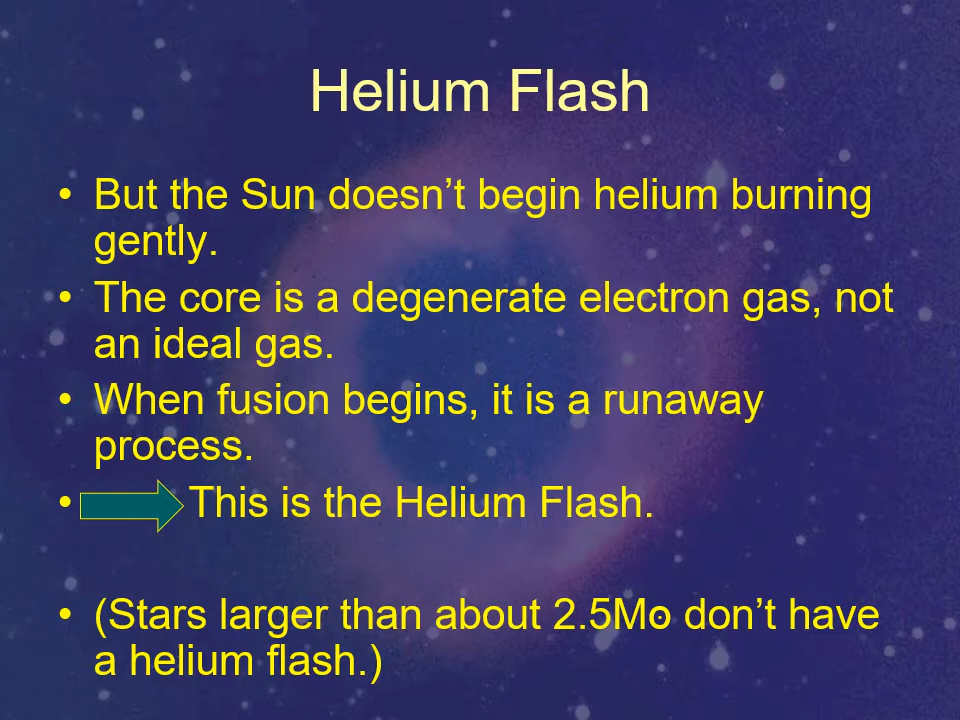 Helium Flash
• But the Sun doesn’t begin helium burning
gently.
• The core is a degenerate electron gas, not
an ideal gas.
• When fusion begins, it is a runaway
process.
• This is the Helium Flash.
• (Stars larger than about 2.5Mʘ don’t have
a helium flash.)